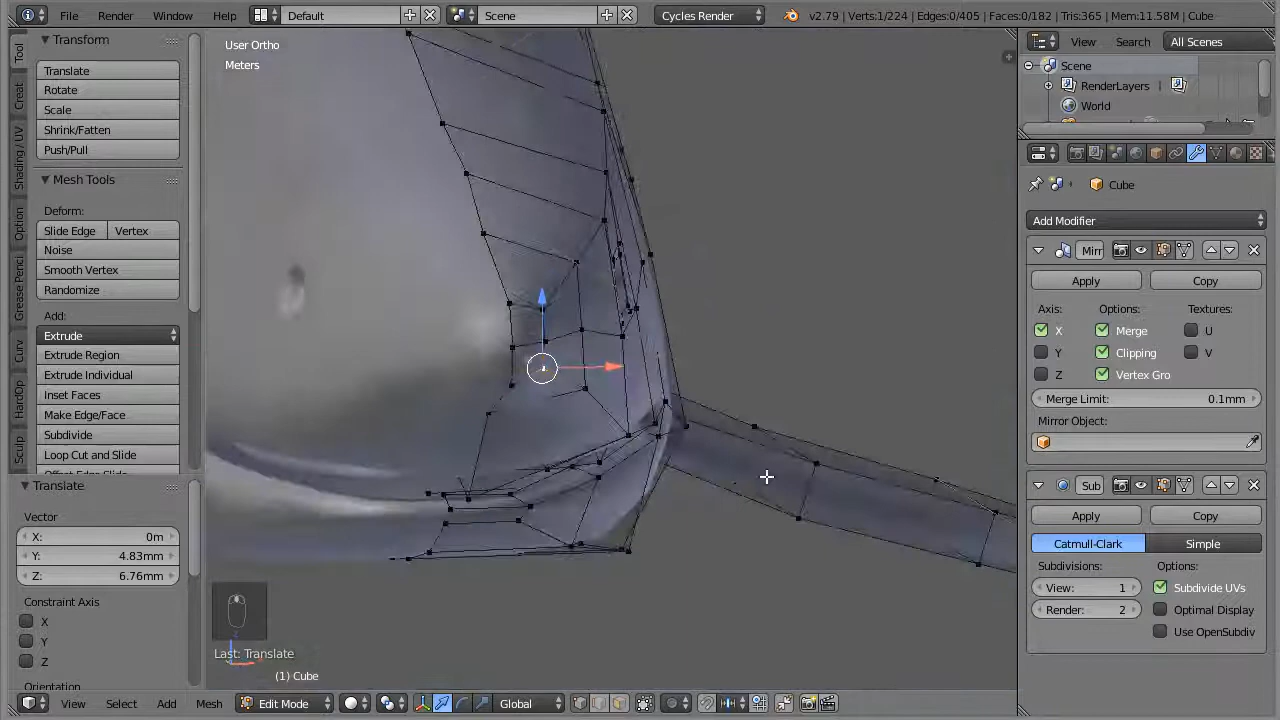 File Render Window Help Default Scene Cycles Render v2.79 | Verts:1/224 | Edges:0/405 | Faces:0/182 | Tris:365 | Mem:11.58M | Cube
Transform
Translate
Rotate
Scale
Shrink/Fatten
Push/Pull
Mesh Tools
Deform:
Slide Edge Vertex
Noise
Smooth Vertex
Randomize
Add:
Extrude
Extrude Region
Extrude Individual
Inset Faces
Make Edge/Face
Subdivide
Loop Cut and Slide
Offset Edge Slide
Translate
Vector
X: 0m
Y: 4.83mm
Z: 6.76mm
Constraint Axis
X
Y
Z
Orientation
Tool
Creat
Shading / UV
Option
Grease Penci
Curv
HardOp
Sculp
User Ortho
Meters
Last: Translate
(1) Cube
View Select Add Mesh Edit Mode Global
View Search All Scenes
Scene
RenderLayers
World
Cube
Add Modifier
Mirr
Apply Copy
Axis: Options: Textures:
X Merge U
Y Clipping V
Z Vertex Gro
Merge Limit: 0.1mm
Mirror Object:
Sub
Apply Copy
Catmull-Clark Simple
Subdivisions: Options:
View: 1 Subdivide UVs
Render: 2 Optimal Display
Use OpenSubdiv